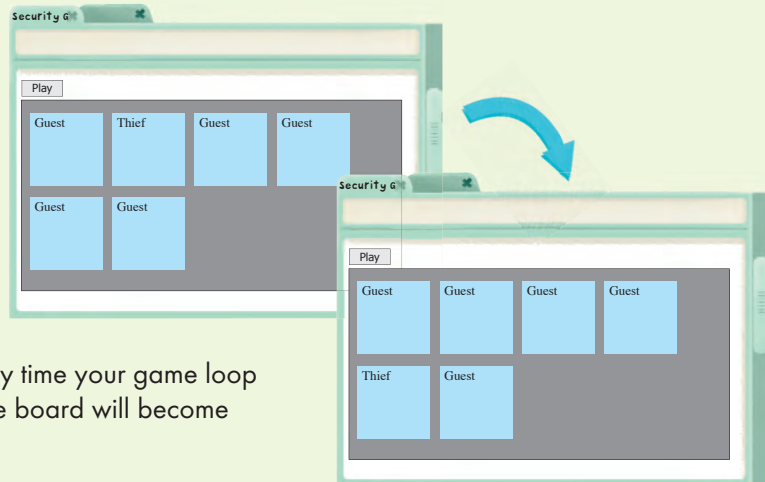 Security G
Play
Guest Thief Guest Guest
Guest Guest
Security G
Play
Guest Guest Guest Guest
Thief Guest
y time your game loop
e board will become